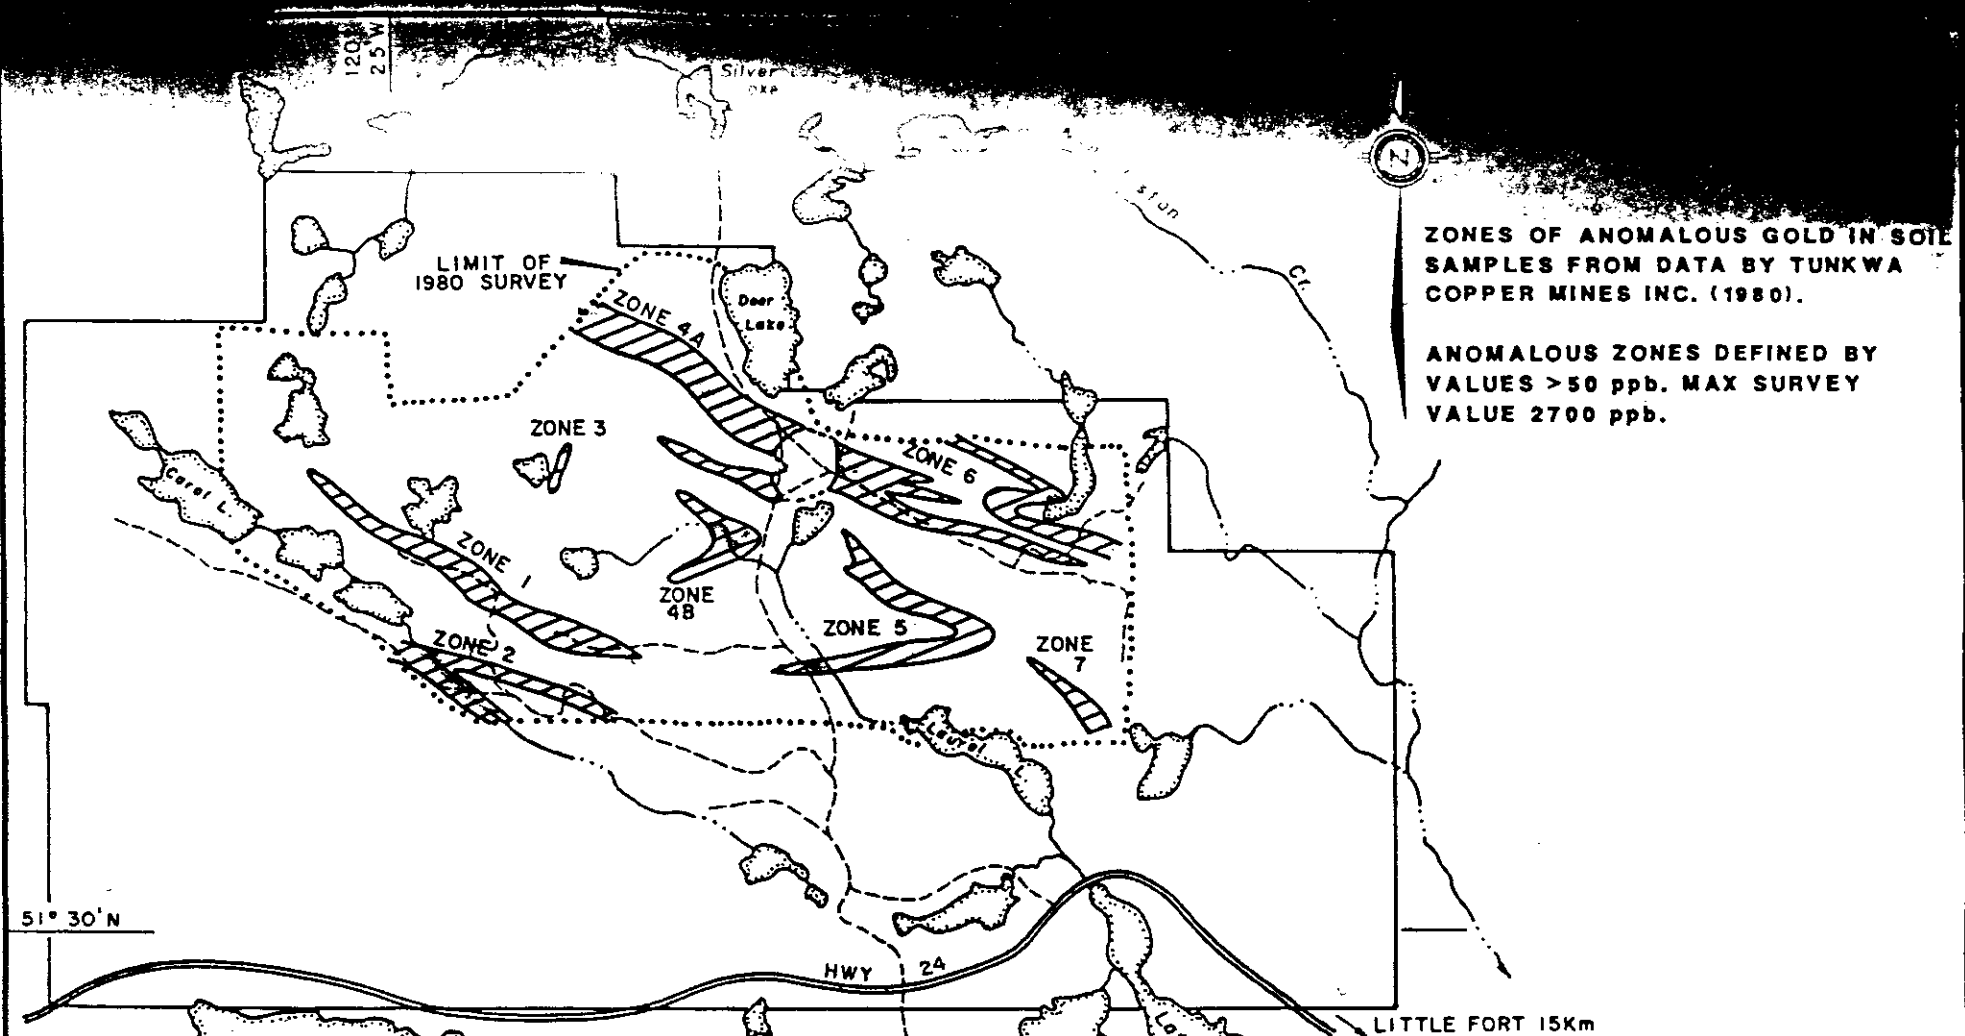 120°
25'W
Silver
N
ZONES OF ANOMALOUS GOLD IN SOIL
SAMPLES FROM DATA BY TUNKWA
COPPER MINES INC. (1980).
ANOMALOUS ZONES DEFINED BY
VALUES >50 ppb. MAX SURVEY
VALUE 2700 ppb.
Cr.
LIMIT OF
1980 SURVEY
Deer
Lake
ZONE 4A
ZONE 3
ZONE 6
Carol L.
ZONE 1
ZONE
4B
ZONE 5
ZONE 2
ZONE
7
Laurel
L.
51° 30'N
HWY 24
LITTLE FORT 15Km